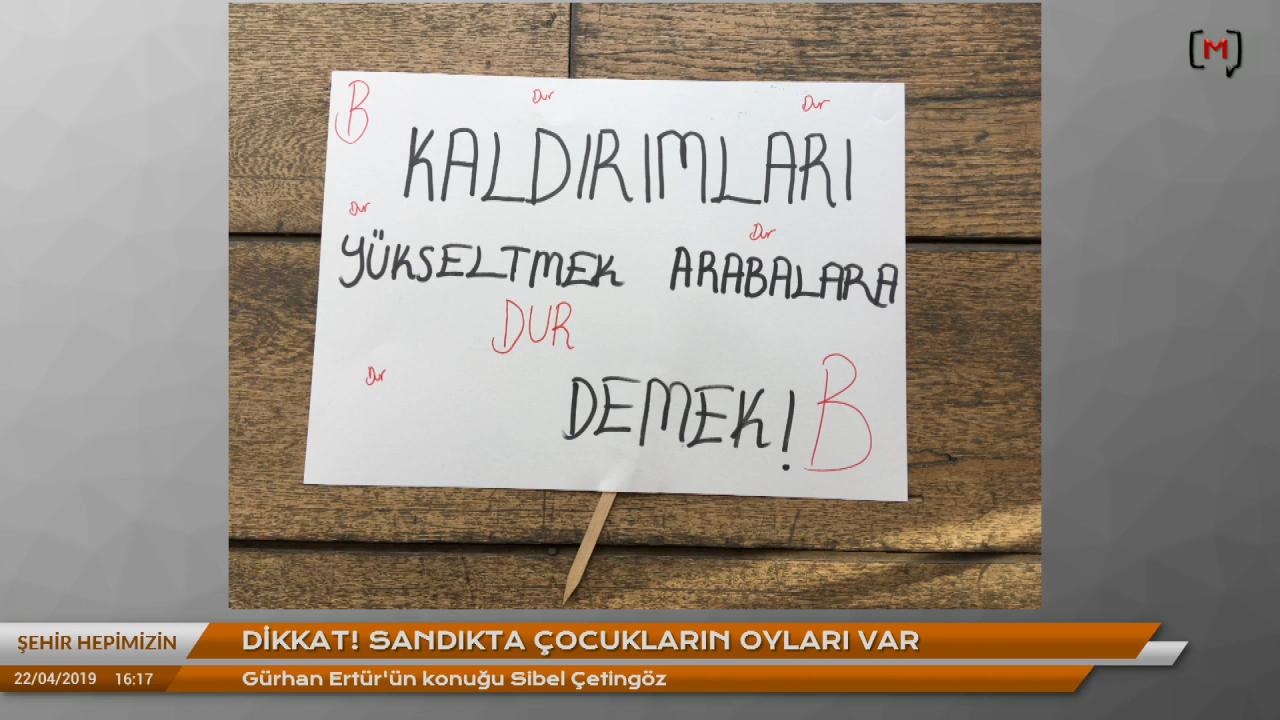 B
Dur
Dur
KALDIRIMLARI
Dur
Dur
YÜKSELTMEK ARABALARA
DUR
Dur
DEMEK! B
M
ŞEHİR HEPİMİZİN
DİKKAT! SANDIKTA ÇOCUKLARIN OYLARI VAR
22/04/2019 16:17
Gürhan Ertür'ün konuğu Sibel Çetingöz